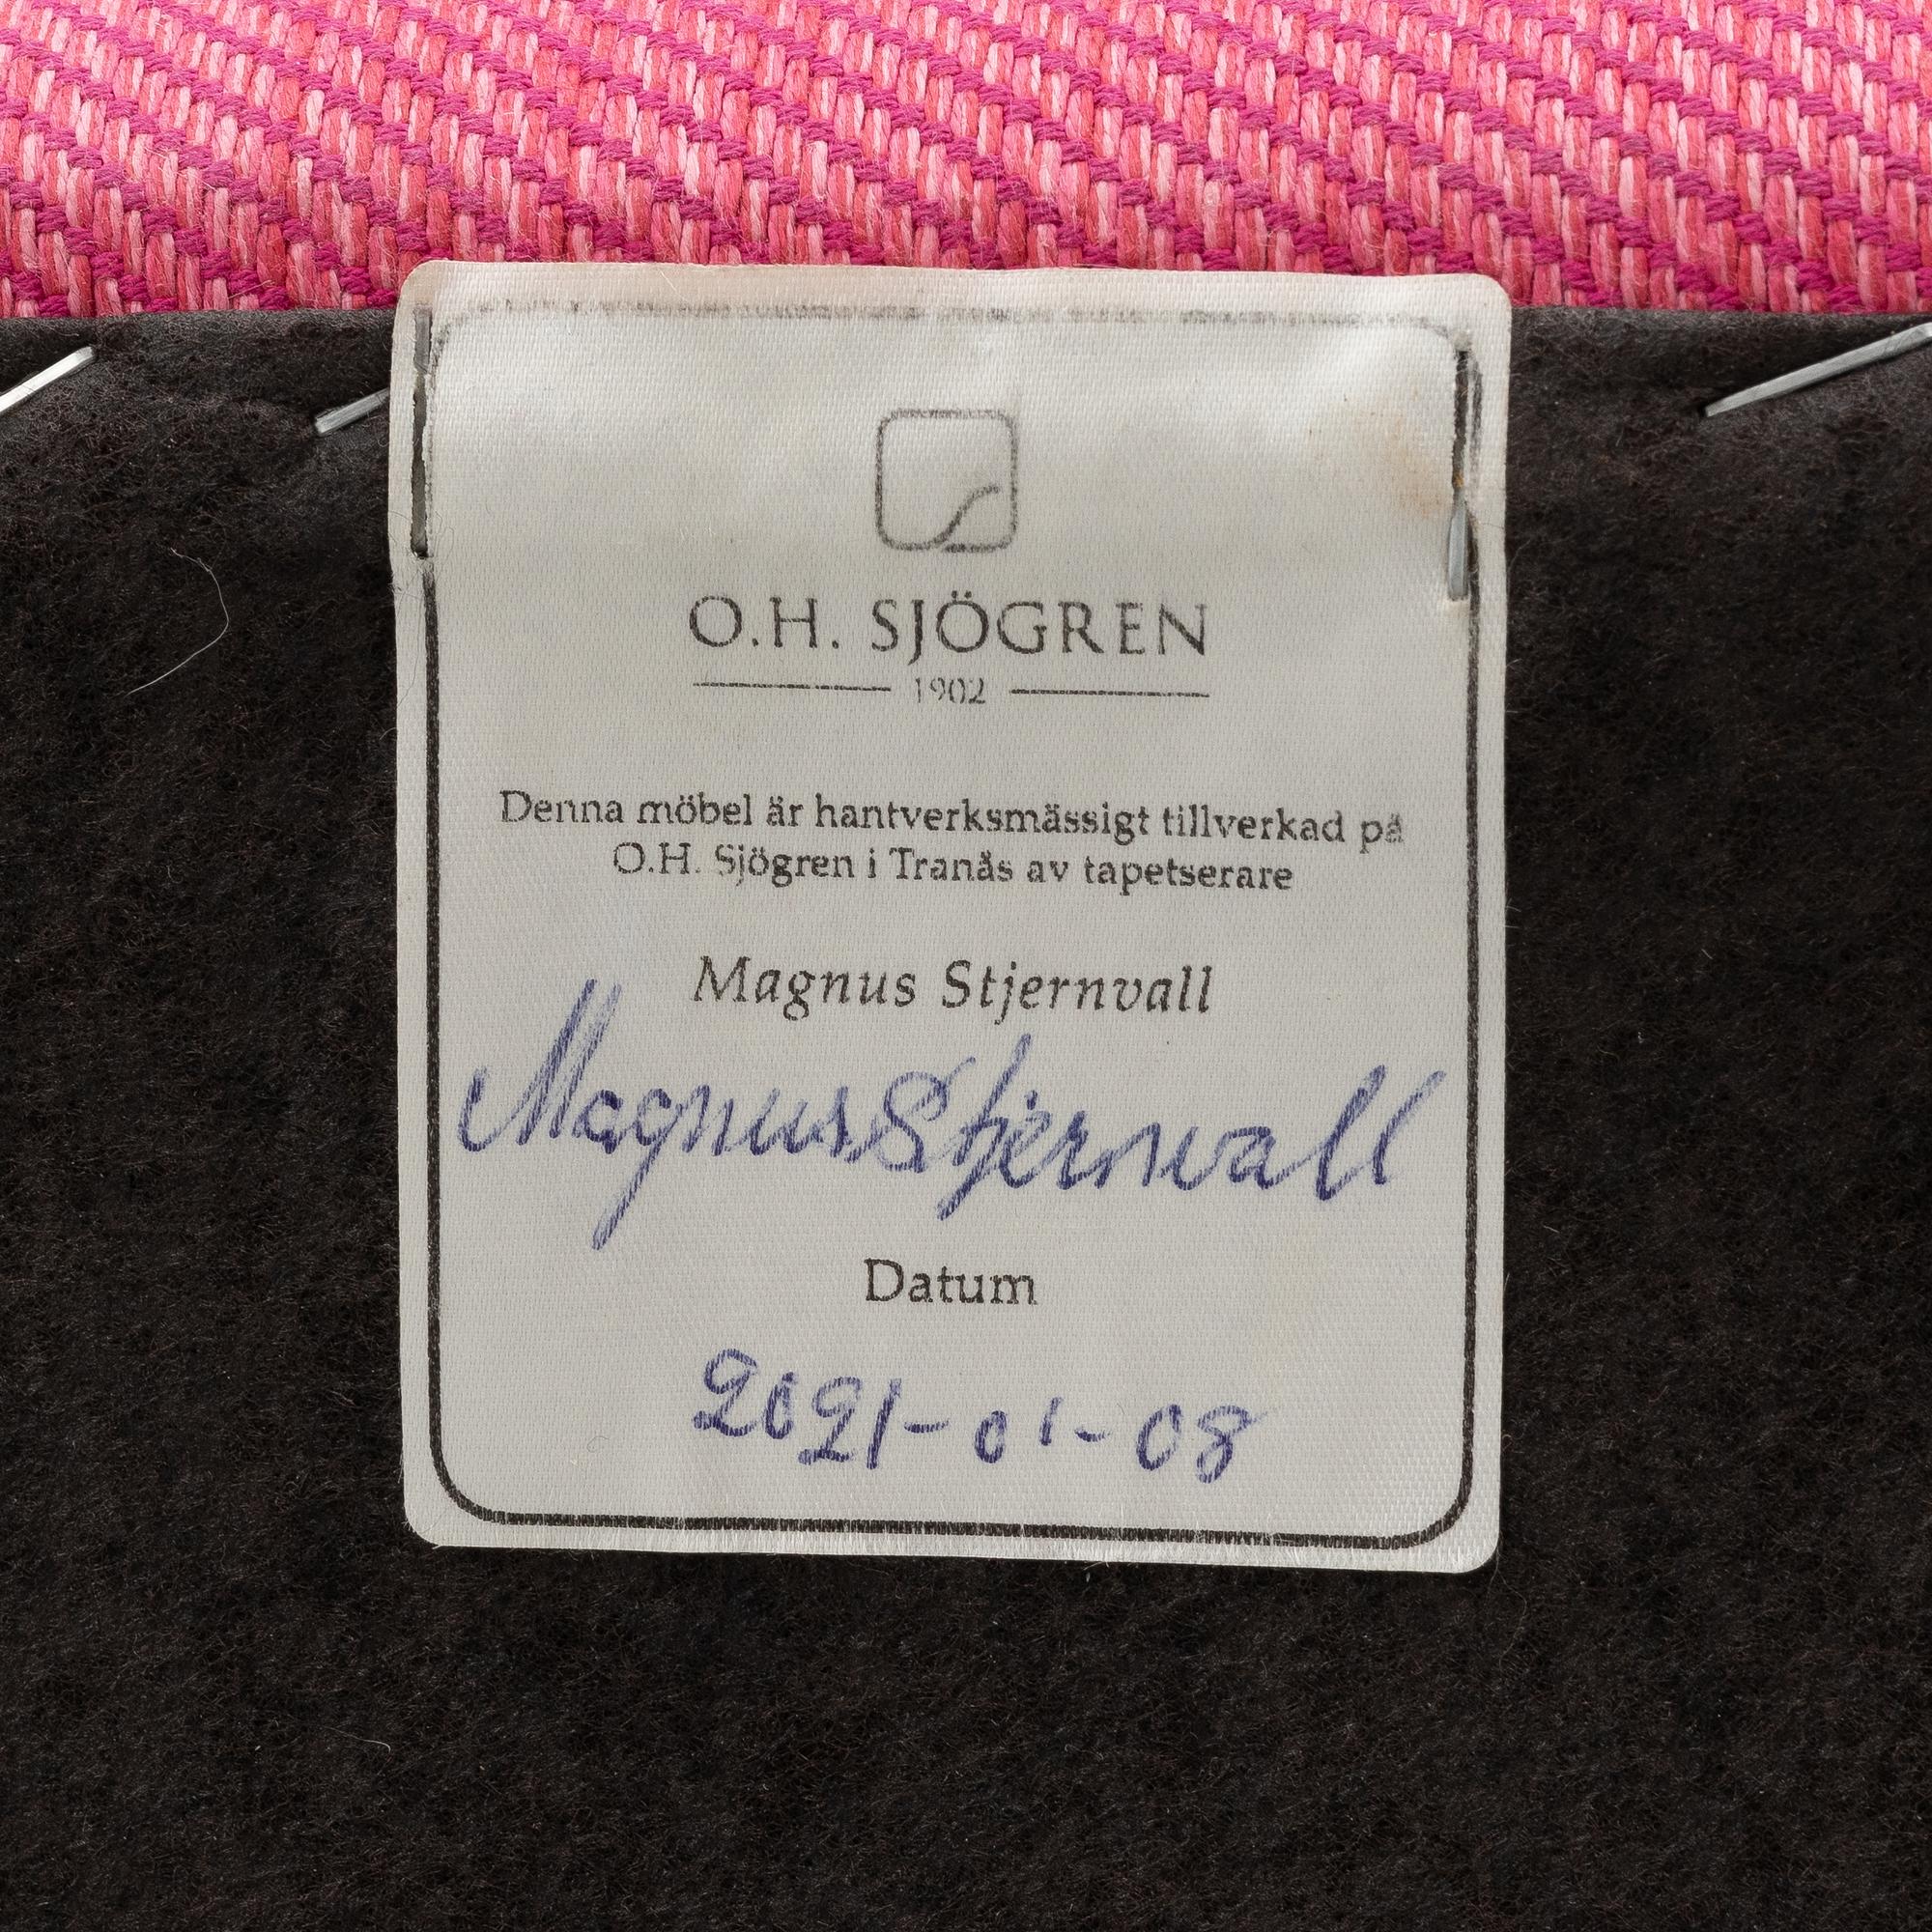 O.H. SJÖGREN
1902
Denna möbel är hantverksmässigt tillverkad på
O.H. Sjögren i Tranås av tapetserare
Magnus Stjernvall
Magnus Stjernvall
Datum
2021-01-08